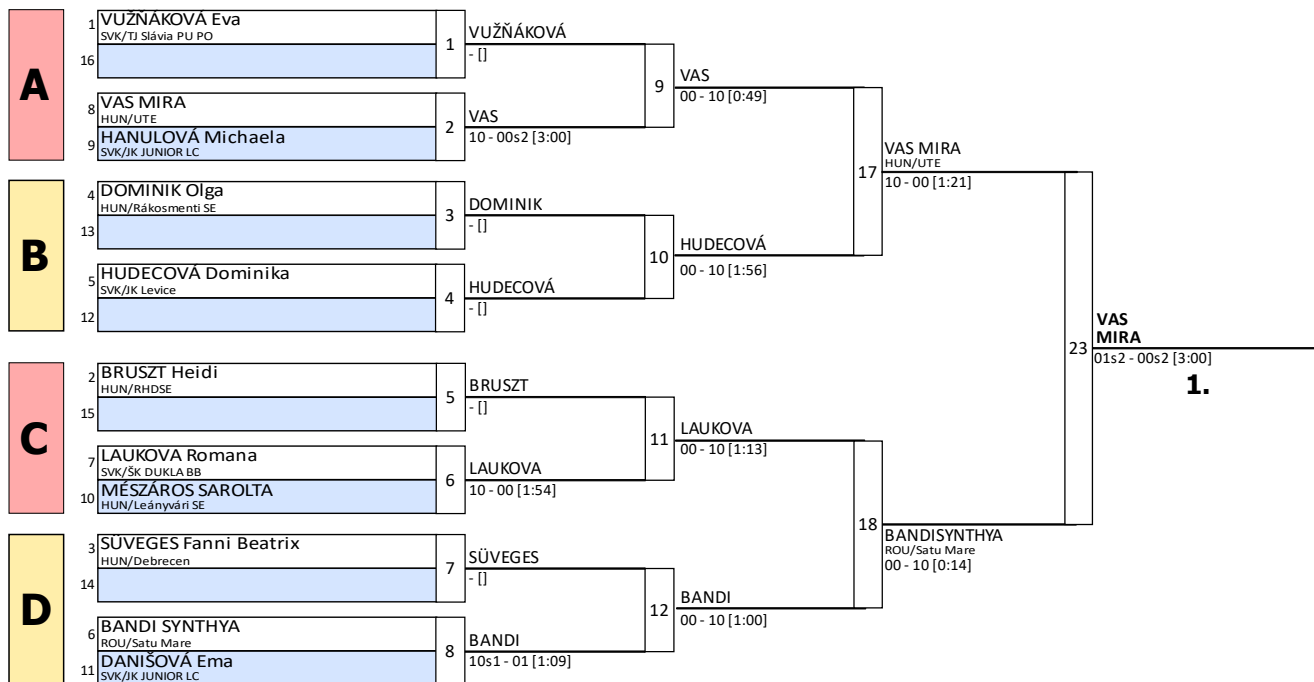 A
1 VUŽŇÁKOVÁ Eva
SVK/TJ Slávia PU PO
16
1
VUŽŇÁKOVÁ
- []
8 VAS MIRA
HUN/UTE
9 HANULOVÁ Michaela
SVK/JK JUNIOR LC
2
VAS
10 - 00s2 [3:00]
9
VAS
00 - 10 [0:49]
B
4 DOMINIK Olga
HUN/Rákosmenti SE
13
3
DOMINIK
- []
5 HUDECOVÁ Dominika
SVK/JK Levice
12
4
HUDECOVÁ
- []
10
HUDECOVÁ
00 - 10 [1:56]
17
VAS MIRA
HUN/UTE
10 - 00 [1:21]
C
2 BRUSZT Heidi
HUN/RHDSE
15
5
BRUSZT
- []
7 LAUKOVA Romana
SVK/ŠK DUKLA BB
10 MÉSZÁROS SAROLTA
HUN/Leányvári SE
6
LAUKOVA
10 - 00 [1:54]
11
LAUKOVA
00 - 10 [1:13]
D
3 SÜVEGES Fanni Beatrix
HUN/Debrecen
14
7
SÜVEGES
- []
6 BANDI SYNTHYA
ROU/Satu Mare
11 DANIŠOVÁ Ema
SVK/JK JUNIOR LC
8
BANDI
10s1 - 01 [1:09]
12
BANDI
00 - 10 [1:00]
18
BANDISYNTHYA
ROU/Satu Mare
00 - 10 [0:14]
23
VAS
MIRA
01s2 - 00s2 [3:00]
1.